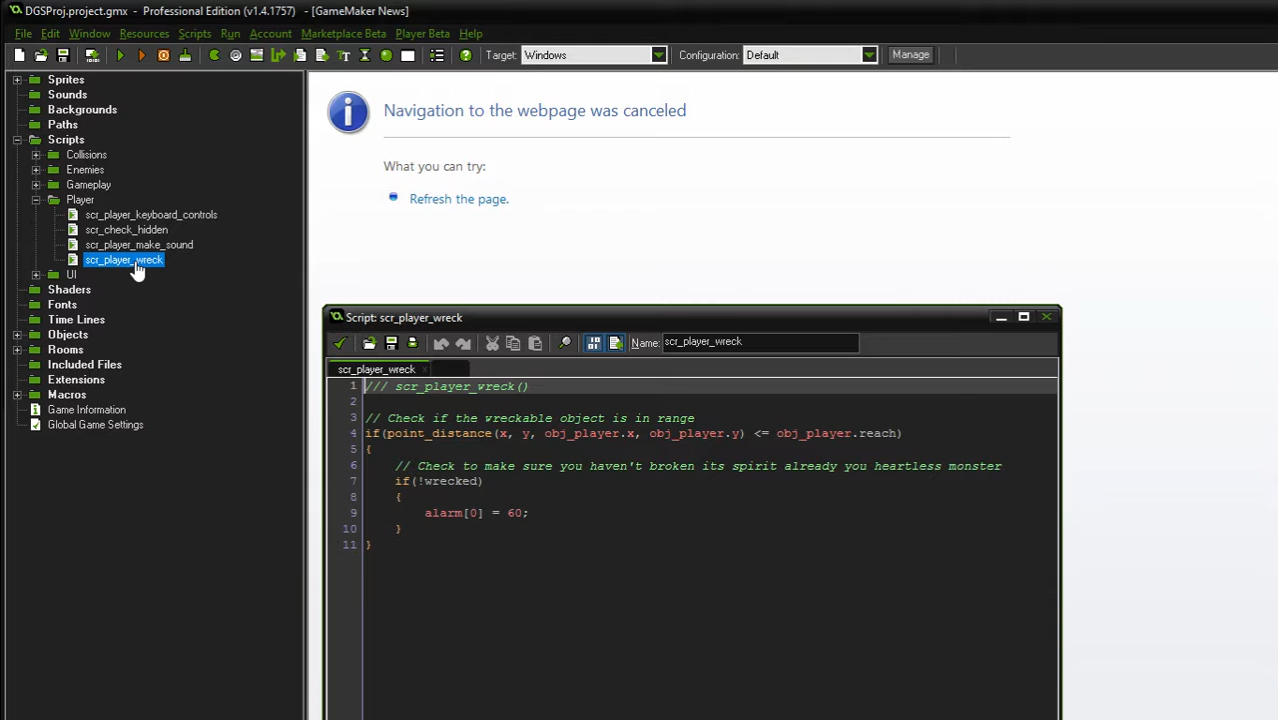 DGSProj.project.gmx - Professional Edition (v1.4.1757) - [GameMaker News]
File Edit Window Resources Scripts Run Account Marketplace Beta Player Beta Help
Target: Windows Configuration: Default Manage
Sprites
Sounds
Backgrounds
Paths
Scripts
Collisions
Enemies
Gameplay
Player
scr_player_keyboard_controls
scr_check_hidden
scr_player_make_sound
scr_player_wreck
UI
Shaders
Fonts
Time Lines
Objects
Rooms
Included Files
Extensions
Macros
Game Information
Global Game Settings
Navigation to the webpage was canceled
What you can try:
Refresh the page.
Script: scr_player_wreck
Name: scr_player_wreck
scr_player_wreck
1 /// scr_player_wreck()
2
3 // Check if the wreckable object is in range
4 if(point_distance(x, y, obj_player.x, obj_player.y) <= obj_player.reach)
5 {
6 // Check to make sure you haven't broken its spirit already you heartless monster
7 if(!wrecked)
8 {
9 alarm[0] = 60;
10 }
11 }